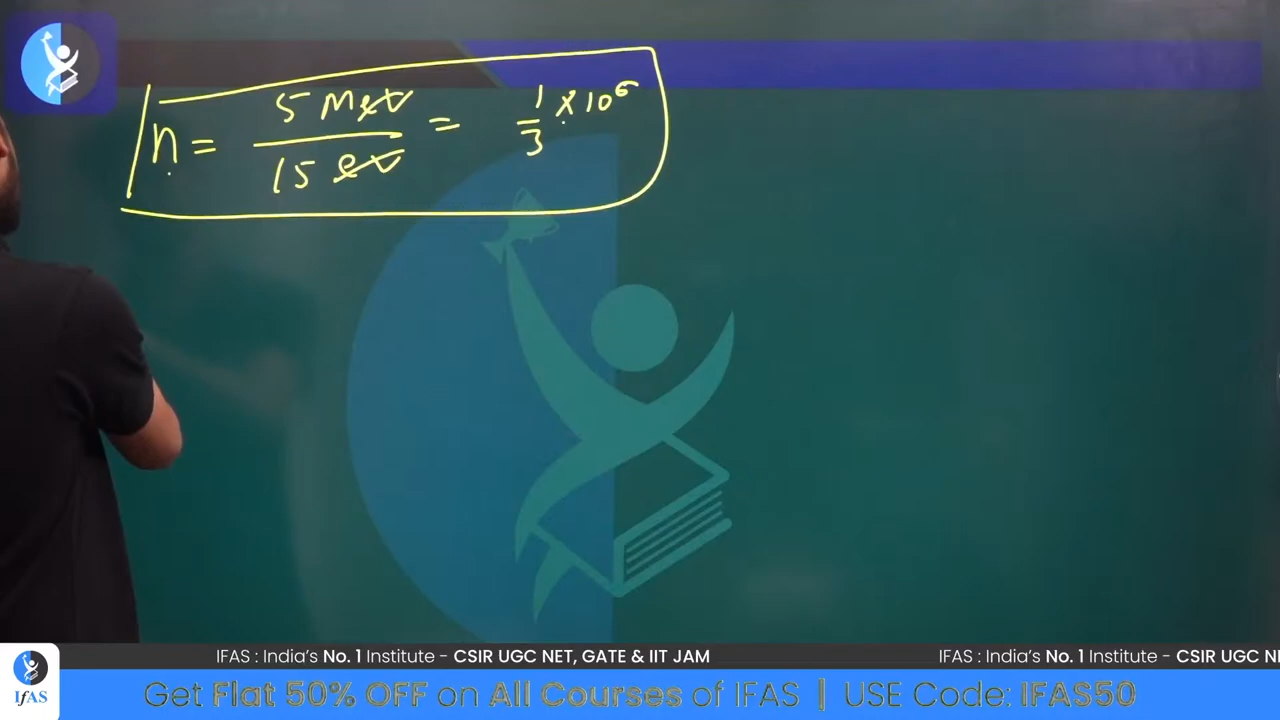 n = 5 Mev / 15 ev = 1/3 × 10⁶
IFAS : India's No. 1 Institute - CSIR UGC NET, GATE & IIT JAM
IFAS : India's No. 1 Institute - CSIR UGC NE
IfAS
Get Flat 50% OFF on All Courses of IFAS | USE Code: IFAS50